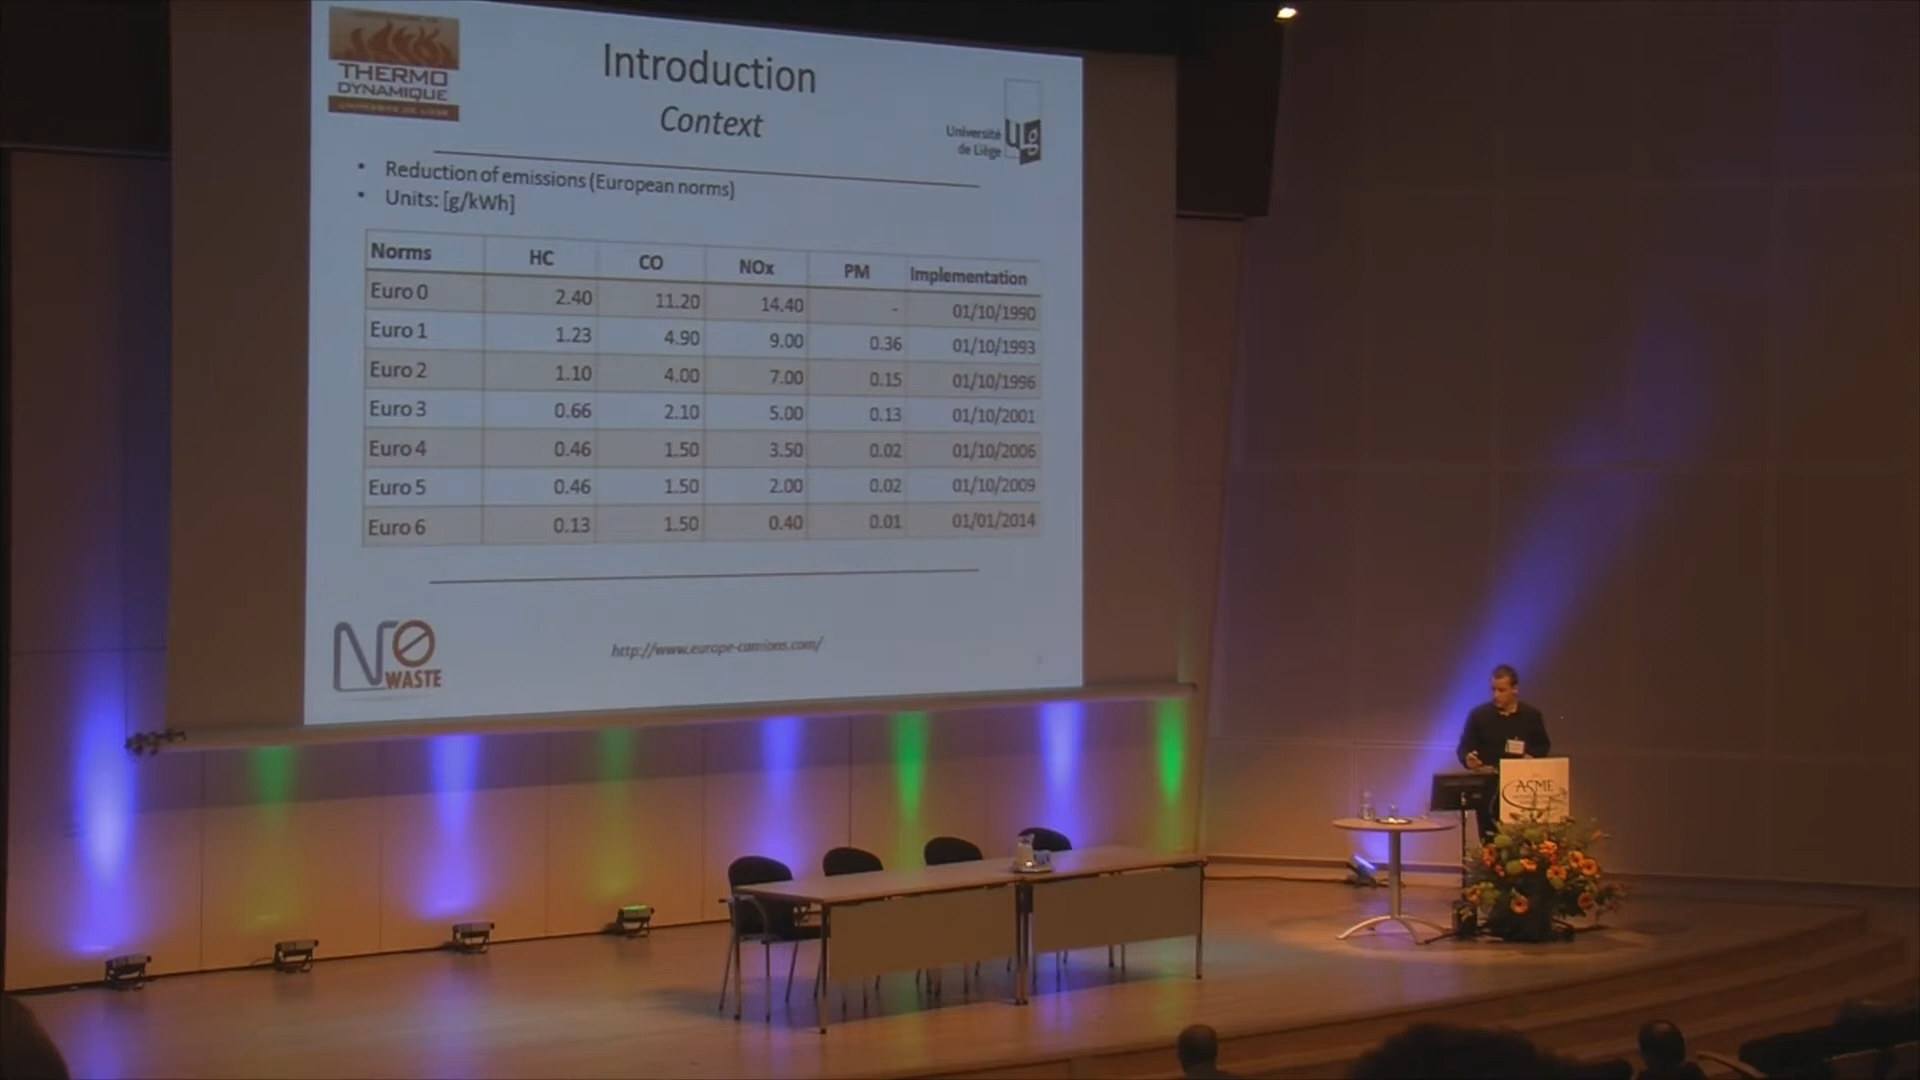 THERMO
DYNAMIQUE
UNIVERSITÉ DE LIÈGE
Introduction
Context
Université
de Liège
ULg
• Reduction of emissions (European norms)
• Units: [g/kWh]
Norms HC CO NOx PM Implementation
Euro 0 2.40 11.20 14.40 - 01/10/1990
Euro 1 1.23 4.90 9.00 0.36 01/10/1993
Euro 2 1.10 4.00 7.00 0.15 01/10/1996
Euro 3 0.66 2.10 5.00 0.13 01/10/2001
Euro 4 0.46 1.50 3.50 0.02 01/10/2006
Euro 5 0.46 1.50 2.00 0.02 01/10/2009
Euro 6 0.13 1.50 0.40 0.01 01/01/2014
NO
WASTE
http://www.europe-camions.com/
ASME